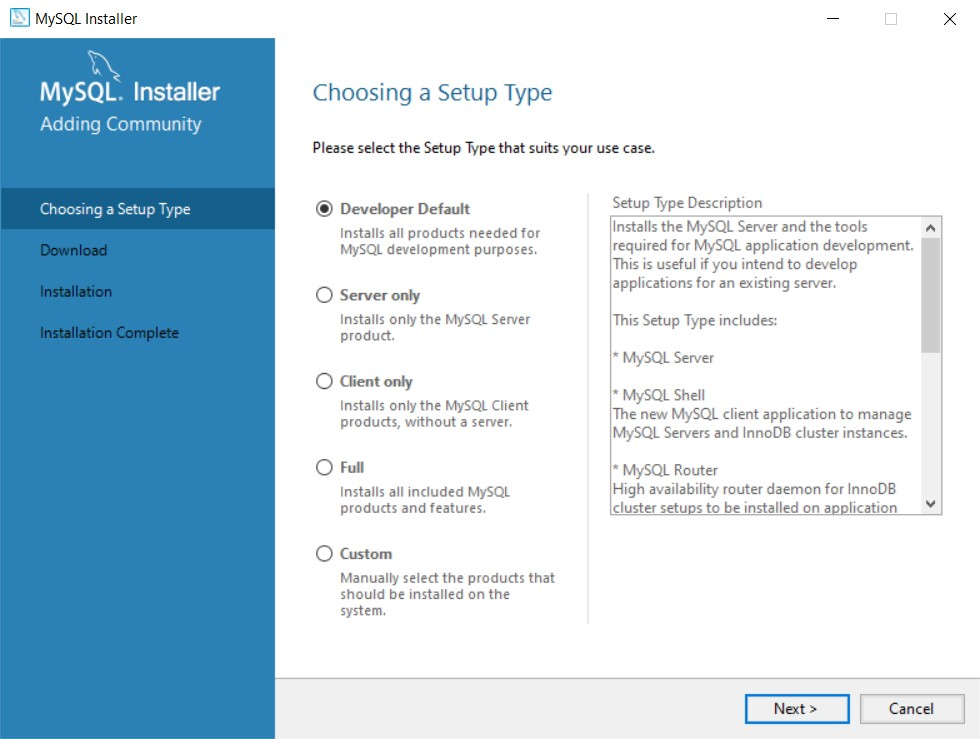 MySQL Installer
MySQL. Installer
Adding Community
Choosing a Setup Type
Download
Installation
Installation Complete
Choosing a Setup Type
Please select the Setup Type that suits your use case.
Developer Default
Installs all products needed for
MySQL development purposes.
Server only
Installs only the MySQL Server
product.
Client only
Installs only the MySQL Client
products, without a server.
Full
Installs all included MySQL
products and features.
Custom
Manually select the products that
should be installed on the
system.
Setup Type Description
Installs the MySQL Server and the tools
required for MySQL application development.
This is useful if you intend to develop
applications for an existing server.
This Setup Type includes:
* MySQL Server
* MySQL Shell
The new MySQL client application to manage
MySQL Servers and InnoDB cluster instances.
* MySQL Router
High availability router daemon for InnoDB
cluster setups to be installed on application
Next >
Cancel